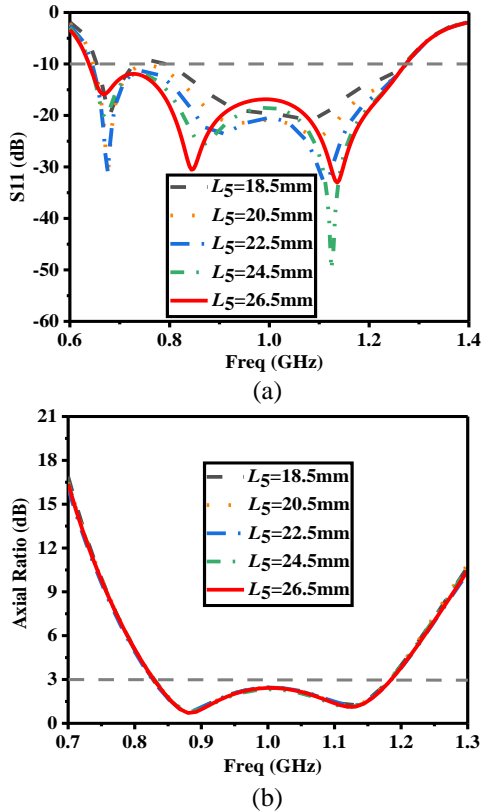 0
-10
-20
-30
-40
-50
-60
S11 (dB)
L5=18.5mm
L5=20.5mm
L5=22.5mm
L5=24.5mm
L5=26.5mm
0.6 0.8 1.0 1.2 1.4
Freq (GHz)
(a)
21
18
15
12
9
6
3
0
Axial Ratio (dB)
L5=18.5mm
L5=20.5mm
L5=22.5mm
L5=24.5mm
L5=26.5mm
0.7 0.8 0.9 1.0 1.1 1.2 1.3
Freq (GHz)
(b)